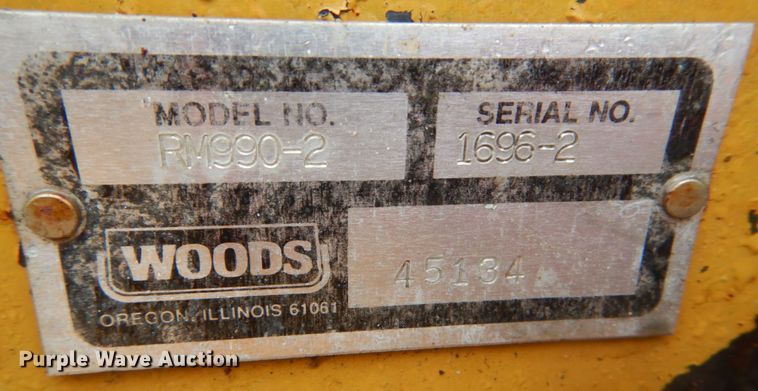 MODEL NO.
RM990-2
SERIAL NO.
1696-2
WOODS
OREGON, ILLINOIS 61061
45134
Purple Wave Auction